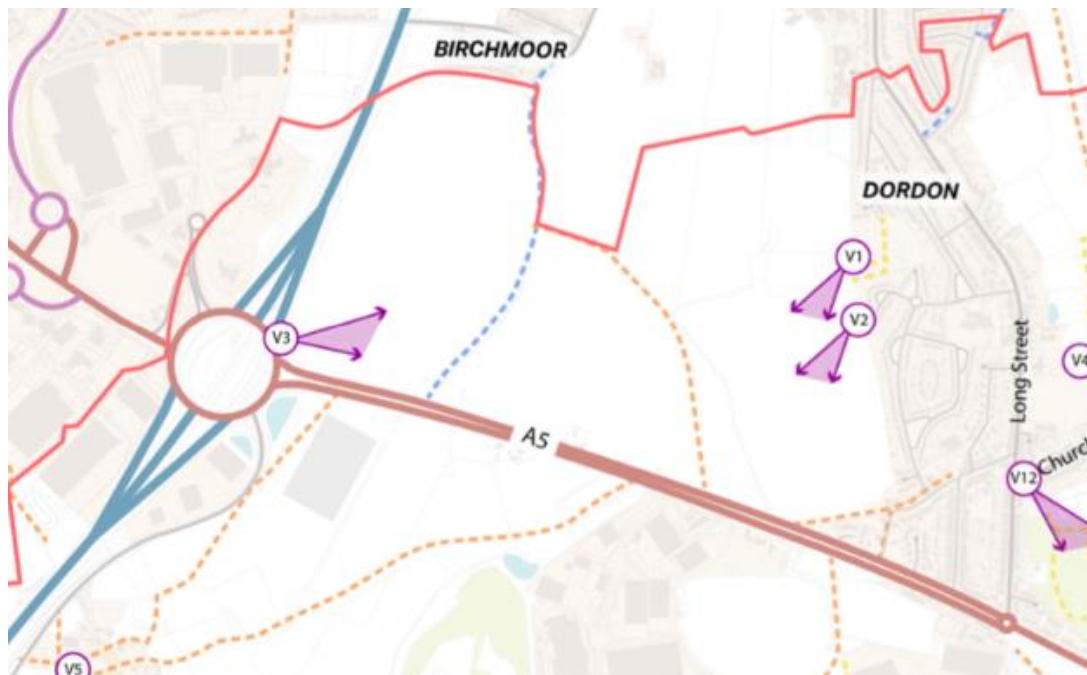 BIRCHMOOR
DORDON
V1
V2
V3
Long Street
V4
A5
V12
Church
V5